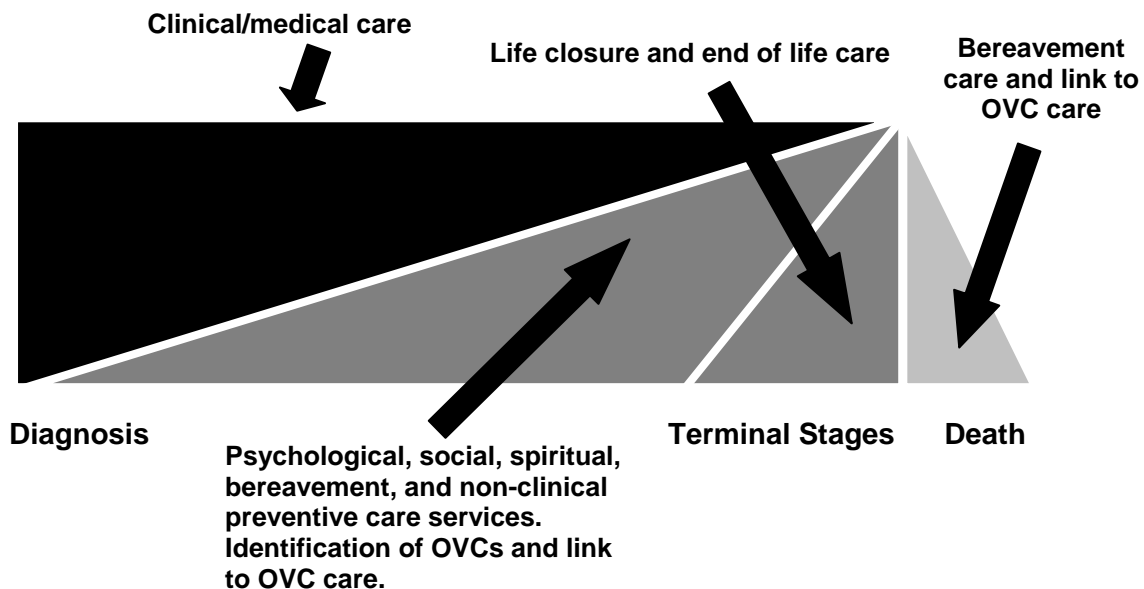 Clinical/medical care
Life closure and end of life care
Bereavement
care and link to
OVC care
Diagnosis
Terminal Stages
Death
Psychological, social, spiritual,
bereavement, and non-clinical
preventive care services.
Identification of OVCs and link
to OVC care.